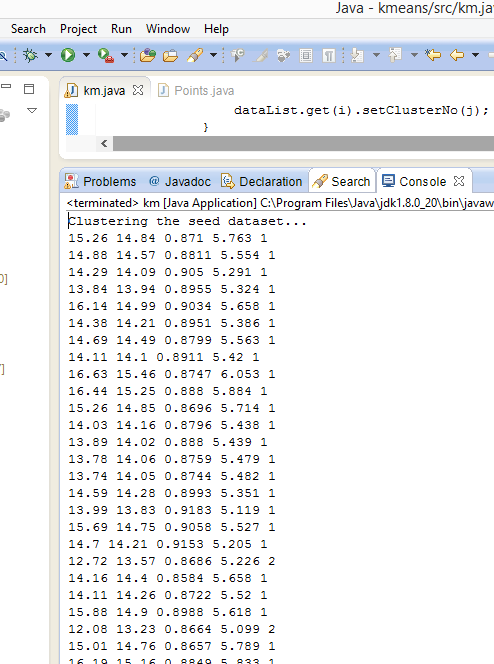 Java - kmeans/src/km.jav
Search Project Run Window Help
km.java Points.java
dataList.get(i).setClusterNo(j);
}
Problems @ Javadoc Declaration Search Console
<terminated> km [Java Application] C:\Program Files\Java\jdk1.8.0_20\bin\javaw
Clustering the seed dataset...
15.26 14.84 0.871 5.763 1
14.88 14.57 0.8811 5.554 1
14.29 14.09 0.905 5.291 1
13.84 13.94 0.8955 5.324 1
16.14 14.99 0.9034 5.658 1
14.38 14.21 0.8951 5.386 1
14.69 14.49 0.8799 5.563 1
14.11 14.1 0.8911 5.42 1
16.63 15.46 0.8747 6.053 1
16.44 15.25 0.888 5.884 1
15.26 14.85 0.8696 5.714 1
14.03 14.16 0.8796 5.438 1
13.89 14.02 0.888 5.439 1
13.78 14.06 0.8759 5.479 1
13.74 14.05 0.8744 5.482 1
14.59 14.28 0.8993 5.351 1
13.99 13.83 0.9183 5.119 1
15.69 14.75 0.9058 5.527 1
14.7 14.21 0.9153 5.205 1
12.72 13.57 0.8686 5.226 2
14.16 14.4 0.8584 5.658 1
14.11 14.26 0.8722 5.52 1
15.88 14.9 0.8988 5.618 1
12.08 13.23 0.8664 5.099 2
15.01 14.76 0.8657 5.789 1
16.19 15.16 0.8849 5.833 1
0]
']